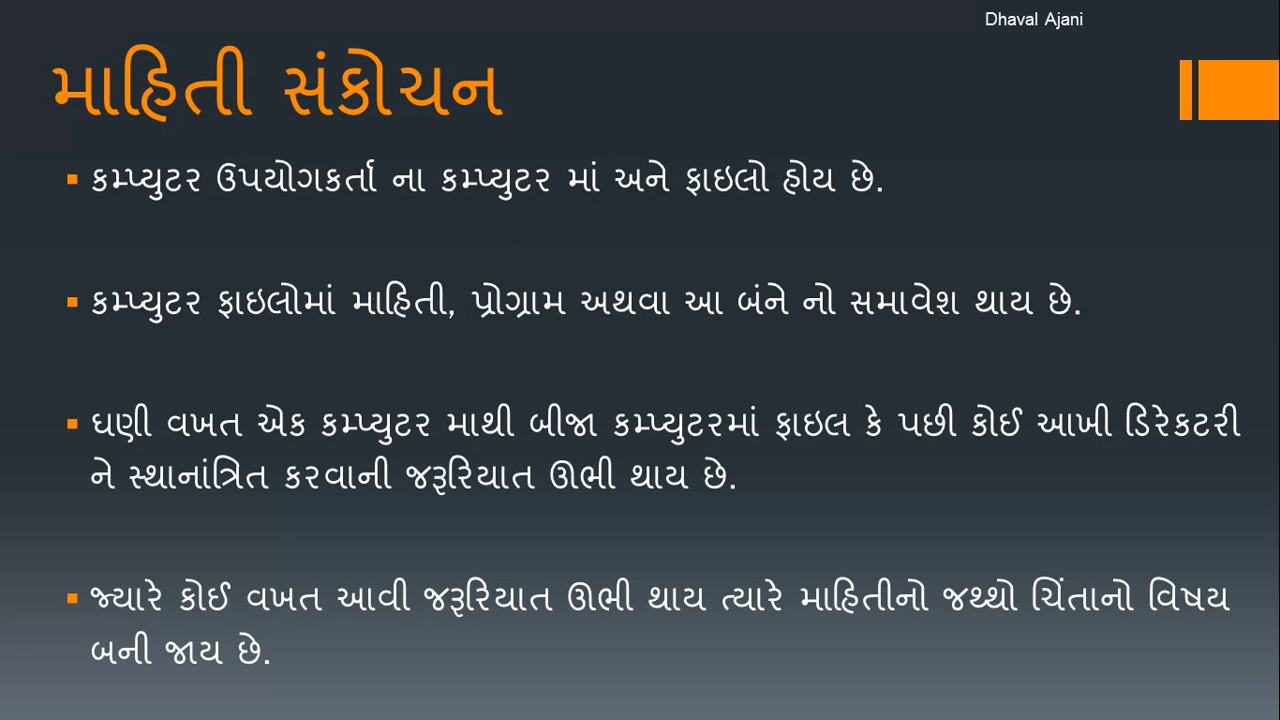 Dhaval Ajani
માહિતી સંકોચન
કમ્પ્યુટર ઉપયોગકર્તા ના કમ્પ્યુટર માં અને ફાઇલો હોય છે.
કમ્પ્યુટર ફાઇલોમાં માહિતી, પ્રોગ્રામ અથવા આ બંને નો સમાવેશ થાય છે.
ઘણી વખત એક કમ્પ્યુટર માથી બીજા કમ્પ્યુટરમાં ફાઇલ કે પછી કોઈ આખી ડિરેકટરી
ને સ્થાનાંત્રિત કરવાની જરૂરિયાત ઊભી થાય છે.
જ્યારે કોઈ વખત આવી જરૂરિયાત ઊભી થાય ત્યારે માહિતીનો જથ્થો ચિંતાનો વિષય
બની જાય છે.